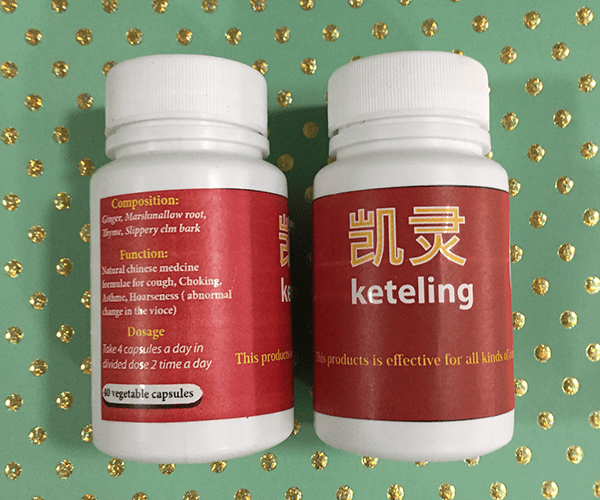 Composition:
Ginger, Marshmallow root,
Thyme, Slippery elm bark
Function:
Natural chinese medcine
formulae for cough, Choking,
Asthme, Hoarseness ( abnormal
change in the vioce)
Dosage
Take 4 capsules a day in
divided dose 2 time a day
40 vegetable capsules
This products
凯灵
keteling
This products is effective for all kinds of